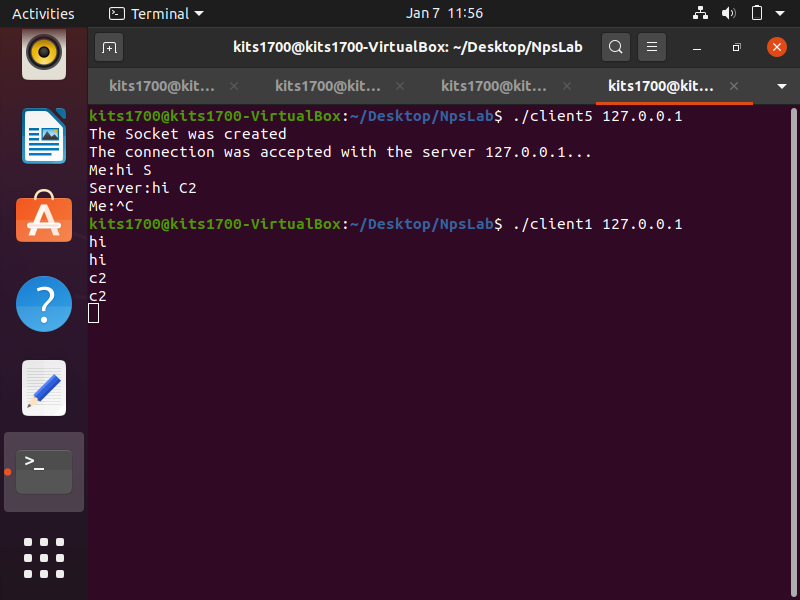 Activities Terminal Jan 7 11:56
kits1700@kits1700-VirtualBox: ~/Desktop/NpsLab
kits1700@kit... kits1700@kit... kits1700@kit... kits1700@kit...
kits1700@kits1700-VirtualBox:~/Desktop/NpsLab$ ./client5 127.0.0.1
The Socket was created
The connection was accepted with the server 127.0.0.1...
Me:hi S
Server:hi C2
Me:^C
kits1700@kits1700-VirtualBox:~/Desktop/NpsLab$ ./client1 127.0.0.1
hi
hi
c2
c2